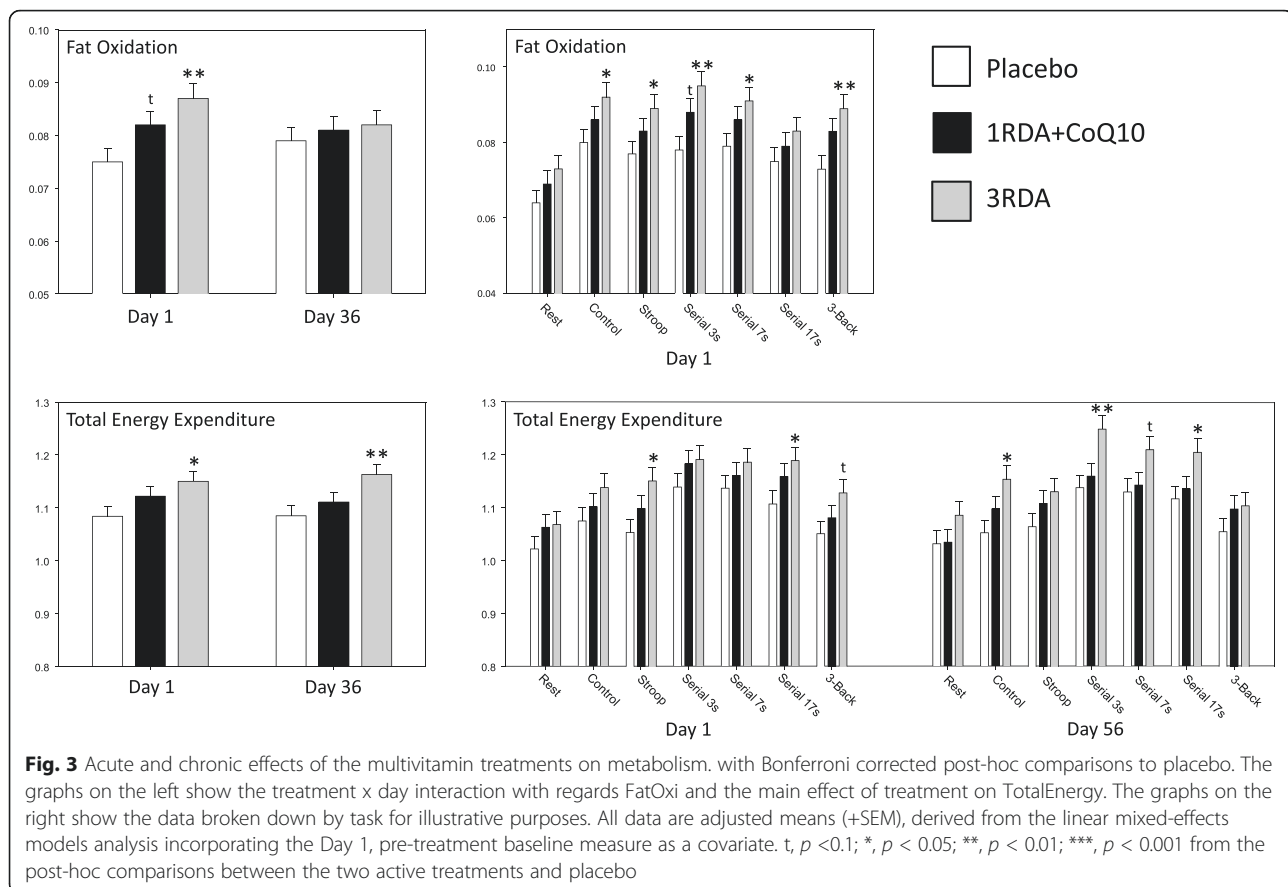 0.10
0.09
0.08
0.07
0.06
0.05
Fat Oxidation
t
**
Day 1
Day 36
0.10
0.08
0.06
0.04
Fat Oxidation
*
*
t
**
*
**
Rest
Control
Stroop
Serial 3s
Serial 7s
Serial 17s
3-Back
Day 1
Placebo
1RDA+CoQ10
3RDA
1.3
1.2
1.1
1.0
0.9
0.8
Total Energy Expenditure
*
**
Day 1
Day 36
1.3
1.2
1.1
1.0
0.9
0.8
Total Energy Expenditure
*
*
t
*
**
t
*
Rest
Control
Stroop
Serial 3s
Serial 7s
Serial 17s
3-Back
Day 1
Rest
Control
Stroop
Serial 3s
Serial 7s
Serial 17s
3-Back
Day 56
Fig. 3 Acute and chronic effects of the multivitamin treatments on metabolism. with Bonferroni corrected post-hoc comparisons to placebo. The
graphs on the left show the treatment x day interaction with regards FatOxi and the main effect of treatment on TotalEnergy. The graphs on the
right show the data broken down by task for illustrative purposes. All data are adjusted means (+SEM), derived from the linear mixed-effects
models analysis incorporating the Day 1, pre-treatment baseline measure as a covariate. t, p <0.1; *, p < 0.05; **, p < 0.01; ***, p < 0.001 from the
post-hoc comparisons between the two active treatments and placebo